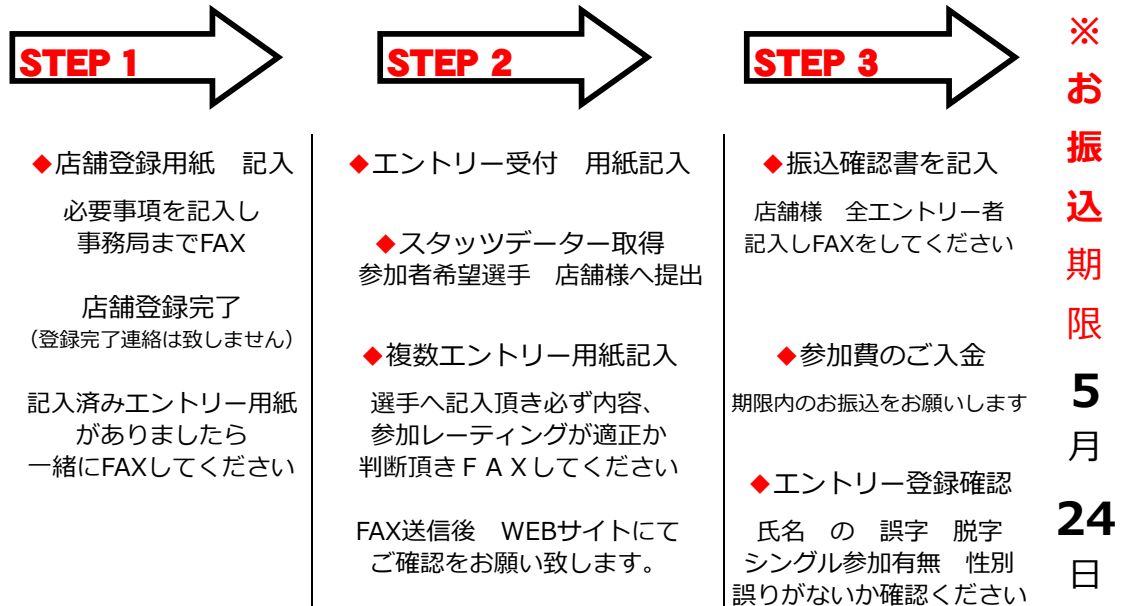 STEP 1
◆店舗登録用紙　記入
必要事項を記入し
事務局までFAX
店舗登録完了
（登録完了連絡は致しません）
記入済みエントリー用紙
がありましたら
一緒にFAXしてください
STEP 2
◆エントリー受付　用紙記入
◆スタッツデーター取得
参加者希望選手　店舗様へ提出
◆複数エントリー用紙記入
選手へ記入頂き必ず内容、
参加レーティングが適正か
判断頂きＦＡＸしてください
FAX送信後　WEBサイトにて
ご確認をお願い致します。
STEP 3
◆振込確認書を記入
店舗様　全エントリー者
記入しFAXをしてください
◆参加費のご入金
期限内のお振込をお願いします
◆エントリー登録確認
氏名　の　誤字　脱字
シングル参加有無　性別
誤りがないか確認ください
※お振込期限5月24日